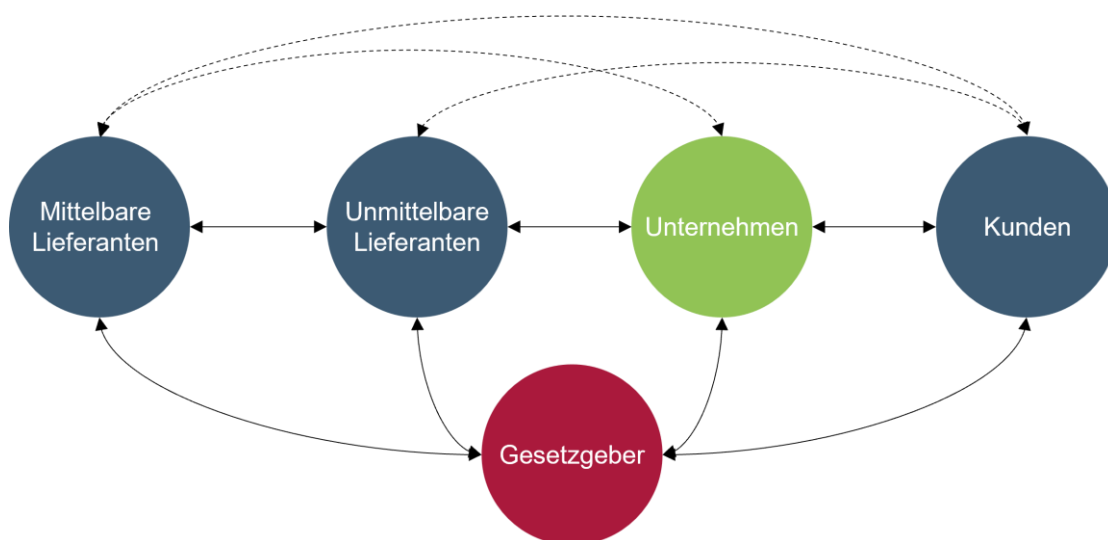 Mittelbare
Lieferanten
Unmittelbare
Lieferanten
Unternehmen
Kunden
Gesetzgeber